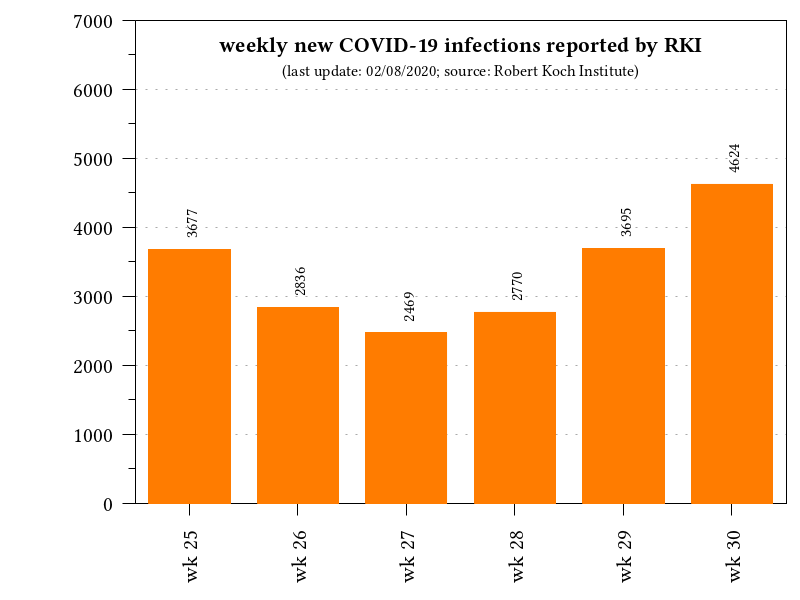 weekly new COVID-19 infections reported by RKI
(last update: 02/08/2020; source: Robert Koch Institute)
7000
6000
5000
4000
3000
2000
1000
0
3677
2836
2469
2770
3695
4624
wk 25
wk 26
wk 27
wk 28
wk 29
wk 30